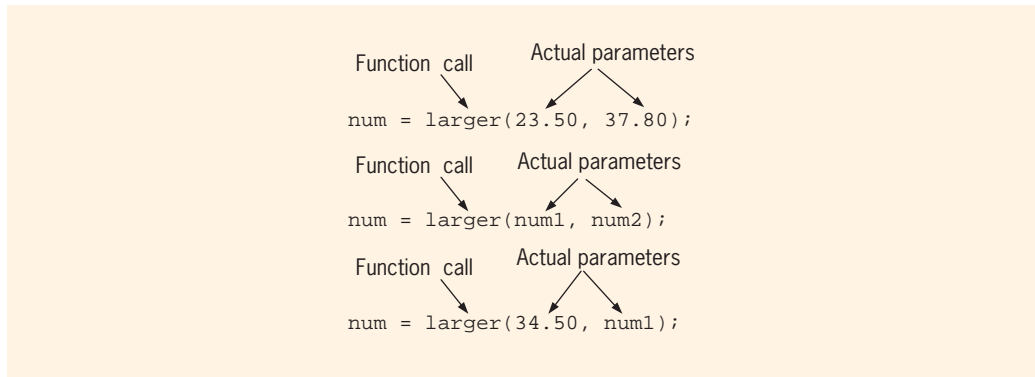 Function call Actual parameters
num = larger(23.50, 37.80);
Function call Actual parameters
num = larger(num1, num2);
Function call Actual parameters
num = larger(34.50, num1);